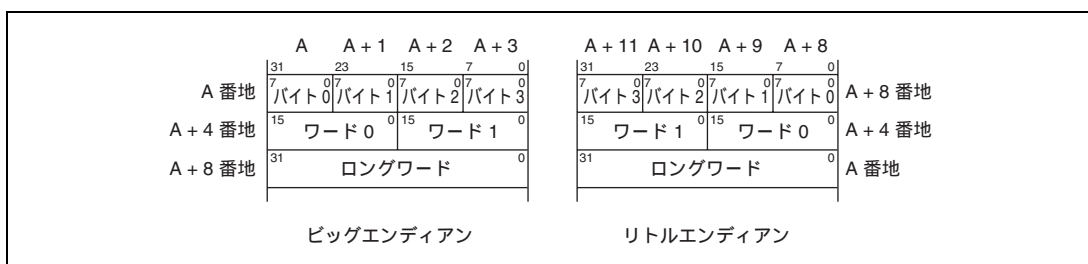 A A + 1 A + 2 A + 3 A + 11 A + 10 A + 9 A + 8
31 23 15 7 0 31 23 15 7 0
7 0 7 0 7 0 7 0 7 0 7 0 7 0 7 0
A 番地 バイト 0 バイト 1 バイト 2 バイト 3 バイト 3 バイト 2 バイト 1 バイト 0 A + 8 番地
15 0 15 0 15 0 15 0
A + 4 番地 ワード 0 ワード 1 ワード 1 ワード 0 A + 4 番地
31 0 31 0
A + 8 番地 ロングワード ロングワード A 番地
ビッグエンディアン リトルエンディアン